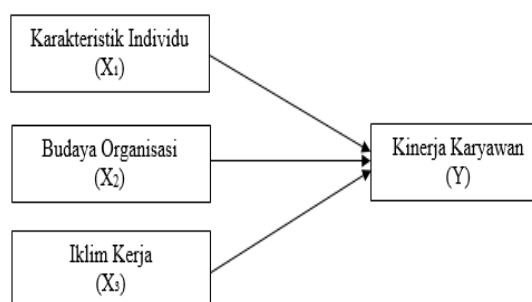 Karakteristik Individu
(X₁)
Budaya Organisasi
(X₂)
Kinerja Karyawan
(Y)
Iklim Kerja
(X₃)